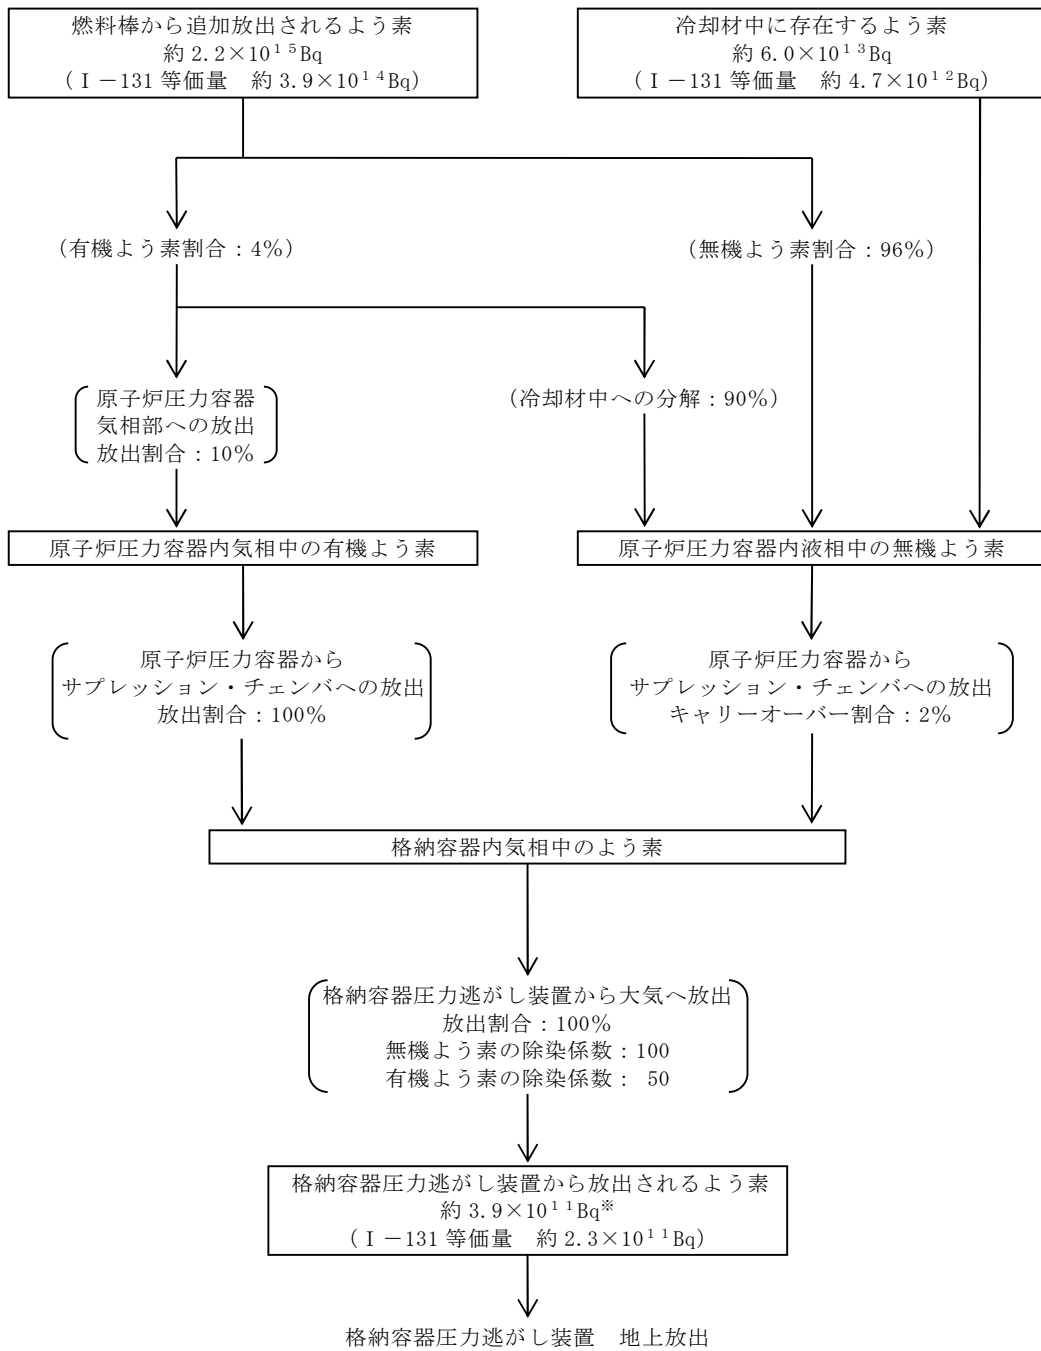 燃料棒から追加放出されるよう素
約 2.2×10¹⁵Bq
(Ⅰ－131 等価量　約 3.9×10¹⁴Bq)
冷却材中に存在するよう素
約 6.0×10¹³Bq
(Ⅰ－131 等価量　約 4.7×10¹²Bq)
(有機よう素割合：4%)
(無機よう素割合：96%)
原子炉圧力容器
気相部への放出
放出割合：10%
(冷却材中への分解：90%)
原子炉圧力容器内気相中の有機よう素
原子炉圧力容器内液相中の無機よう素
原子炉圧力容器から
サプレッション・チェンバへの放出
放出割合：100%
原子炉圧力容器から
サプレッション・チェンバへの放出
キャリーオーバー割合：2%
格納容器内気相中のよう素
格納容器圧力逃がし装置から大気へ放出
放出割合：100%
無機よう素の除染係数：100
有機よう素の除染係数： 50
格納容器圧力逃がし装置から放出されるよう素
約 3.9×10¹¹Bq※
(Ⅰ－131 等価量　約 2.3×10¹¹Bq)
格納容器圧力逃がし装置　地上放出